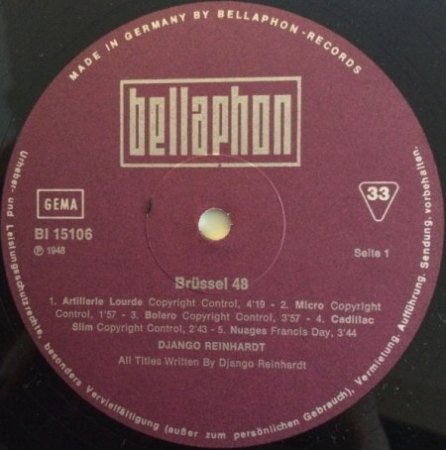 MADE IN GERMANY BY BELLAPHON-RECORDS
bellaphon
GEMA
BI 15106
℗ 1948
33
Seite 1
Brüssel 48
1. Artillerie Lourde Copyright Control, 4'19 - 2. Micro Copyright
Control, 1'57 - 3. Bolero Copyright Control, 3'57 - 4. Cadillac
Slim Copyright Control, 2'43 - 5. Nuages Francis Day, 3'44
DJANGO REINHARDT
All Titles Written By Django Reinhardt
Urheber- und Leistungsschutzrechte, besonders Vervielfältigung (außer zum persönlichen Gebrauch), Vermietung, Aufführung, Sendung, vorbehalten.